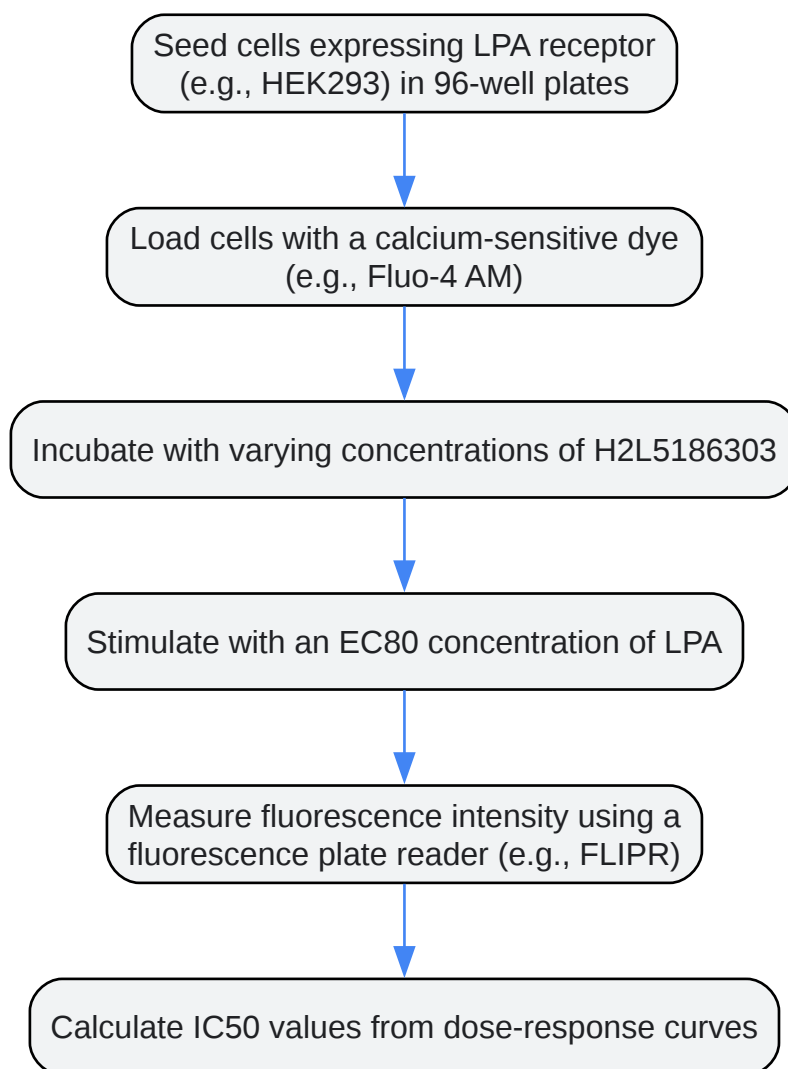 Seed cells expressing LPA receptor
(e.g., HEK293) in 96-well plates
Load cells with a calcium-sensitive dye
(e.g., Fluo-4 AM)
Incubate with varying concentrations of H2L5186303
Stimulate with an EC80 concentration of LPA
Measure fluorescence intensity using a
fluorescence plate reader (e.g., FLIPR)
Calculate IC50 values from dose-response curves